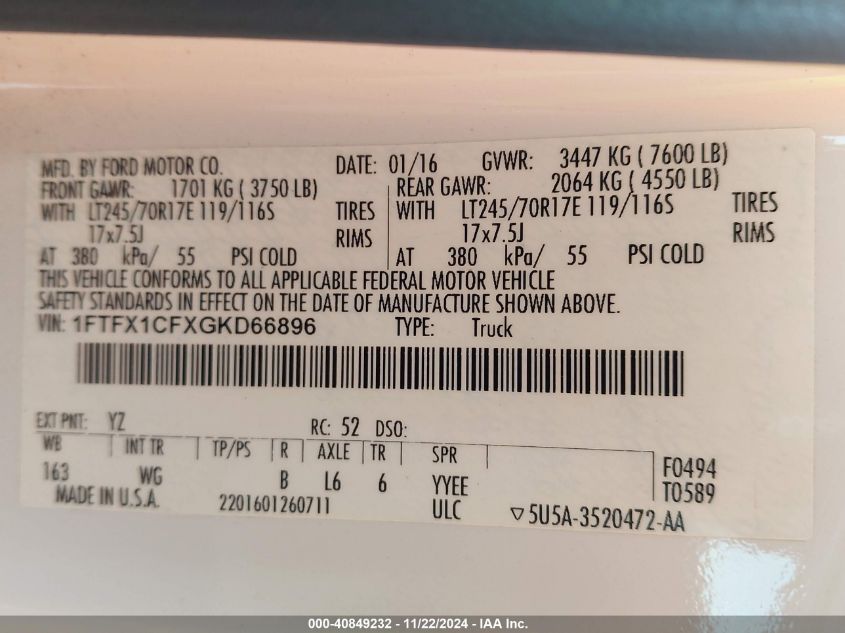 MFD. BY FORD MOTOR CO. DATE: 01/16 GVWR: 3447 KG ( 7600 LB)
FRONT GAWR: 1701 KG ( 3750 LB) REAR GAWR: 2064 KG ( 4550 LB)
WITH LT245/70R17E 119/116S TIRES WITH LT245/70R17E 119/116S TIRES
17x7.5J RIMS 17x7.5J RIMS
AT 380 kPa/ 55 PSI COLD AT 380 kPa/ 55 PSI COLD
THIS VEHICLE CONFORMS TO ALL APPLICABLE FEDERAL MOTOR VEHICLE
SAFETY STANDARDS IN EFFECT ON THE DATE OF MANUFACTURE SHOWN ABOVE.
VIN: 1FTFX1CFXGKD66896 TYPE: Truck
EXT PNT: YZ RC: 52 DSO:
WB INT TR TP/PS R AXLE TR SPR
163 WG B L6 6 YYEE F0494
T0589
MADE IN U.S.A. 2201601260711 ULC ▽5U5A-3520472-AA
000-40849232 - 11/22/2024 - IAA Inc.